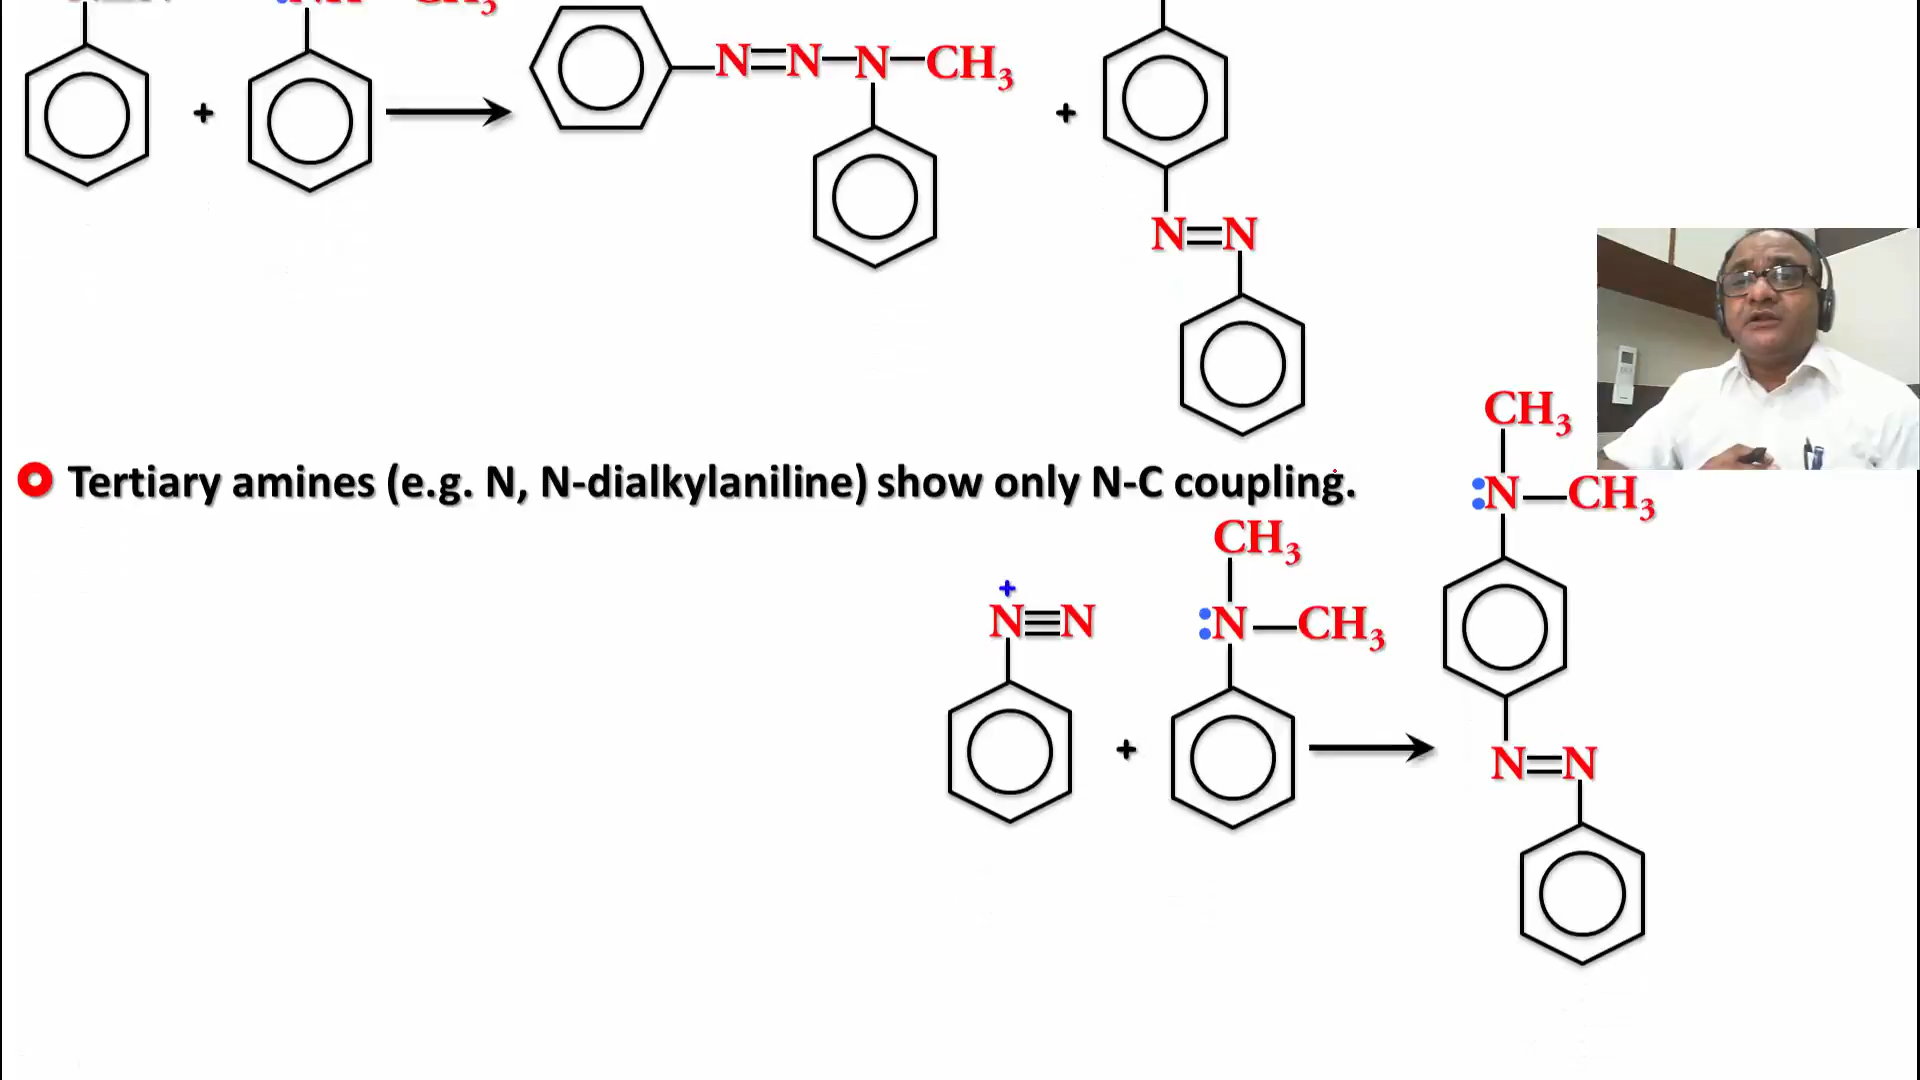 N=N—N—CH3
+
+
N=N
Tertiary amines (e.g. N, N-dialkylaniline) show only N-C coupling.
CH3
:N—CH3
CH3
+
N≡N
:N—CH3
+
N=N